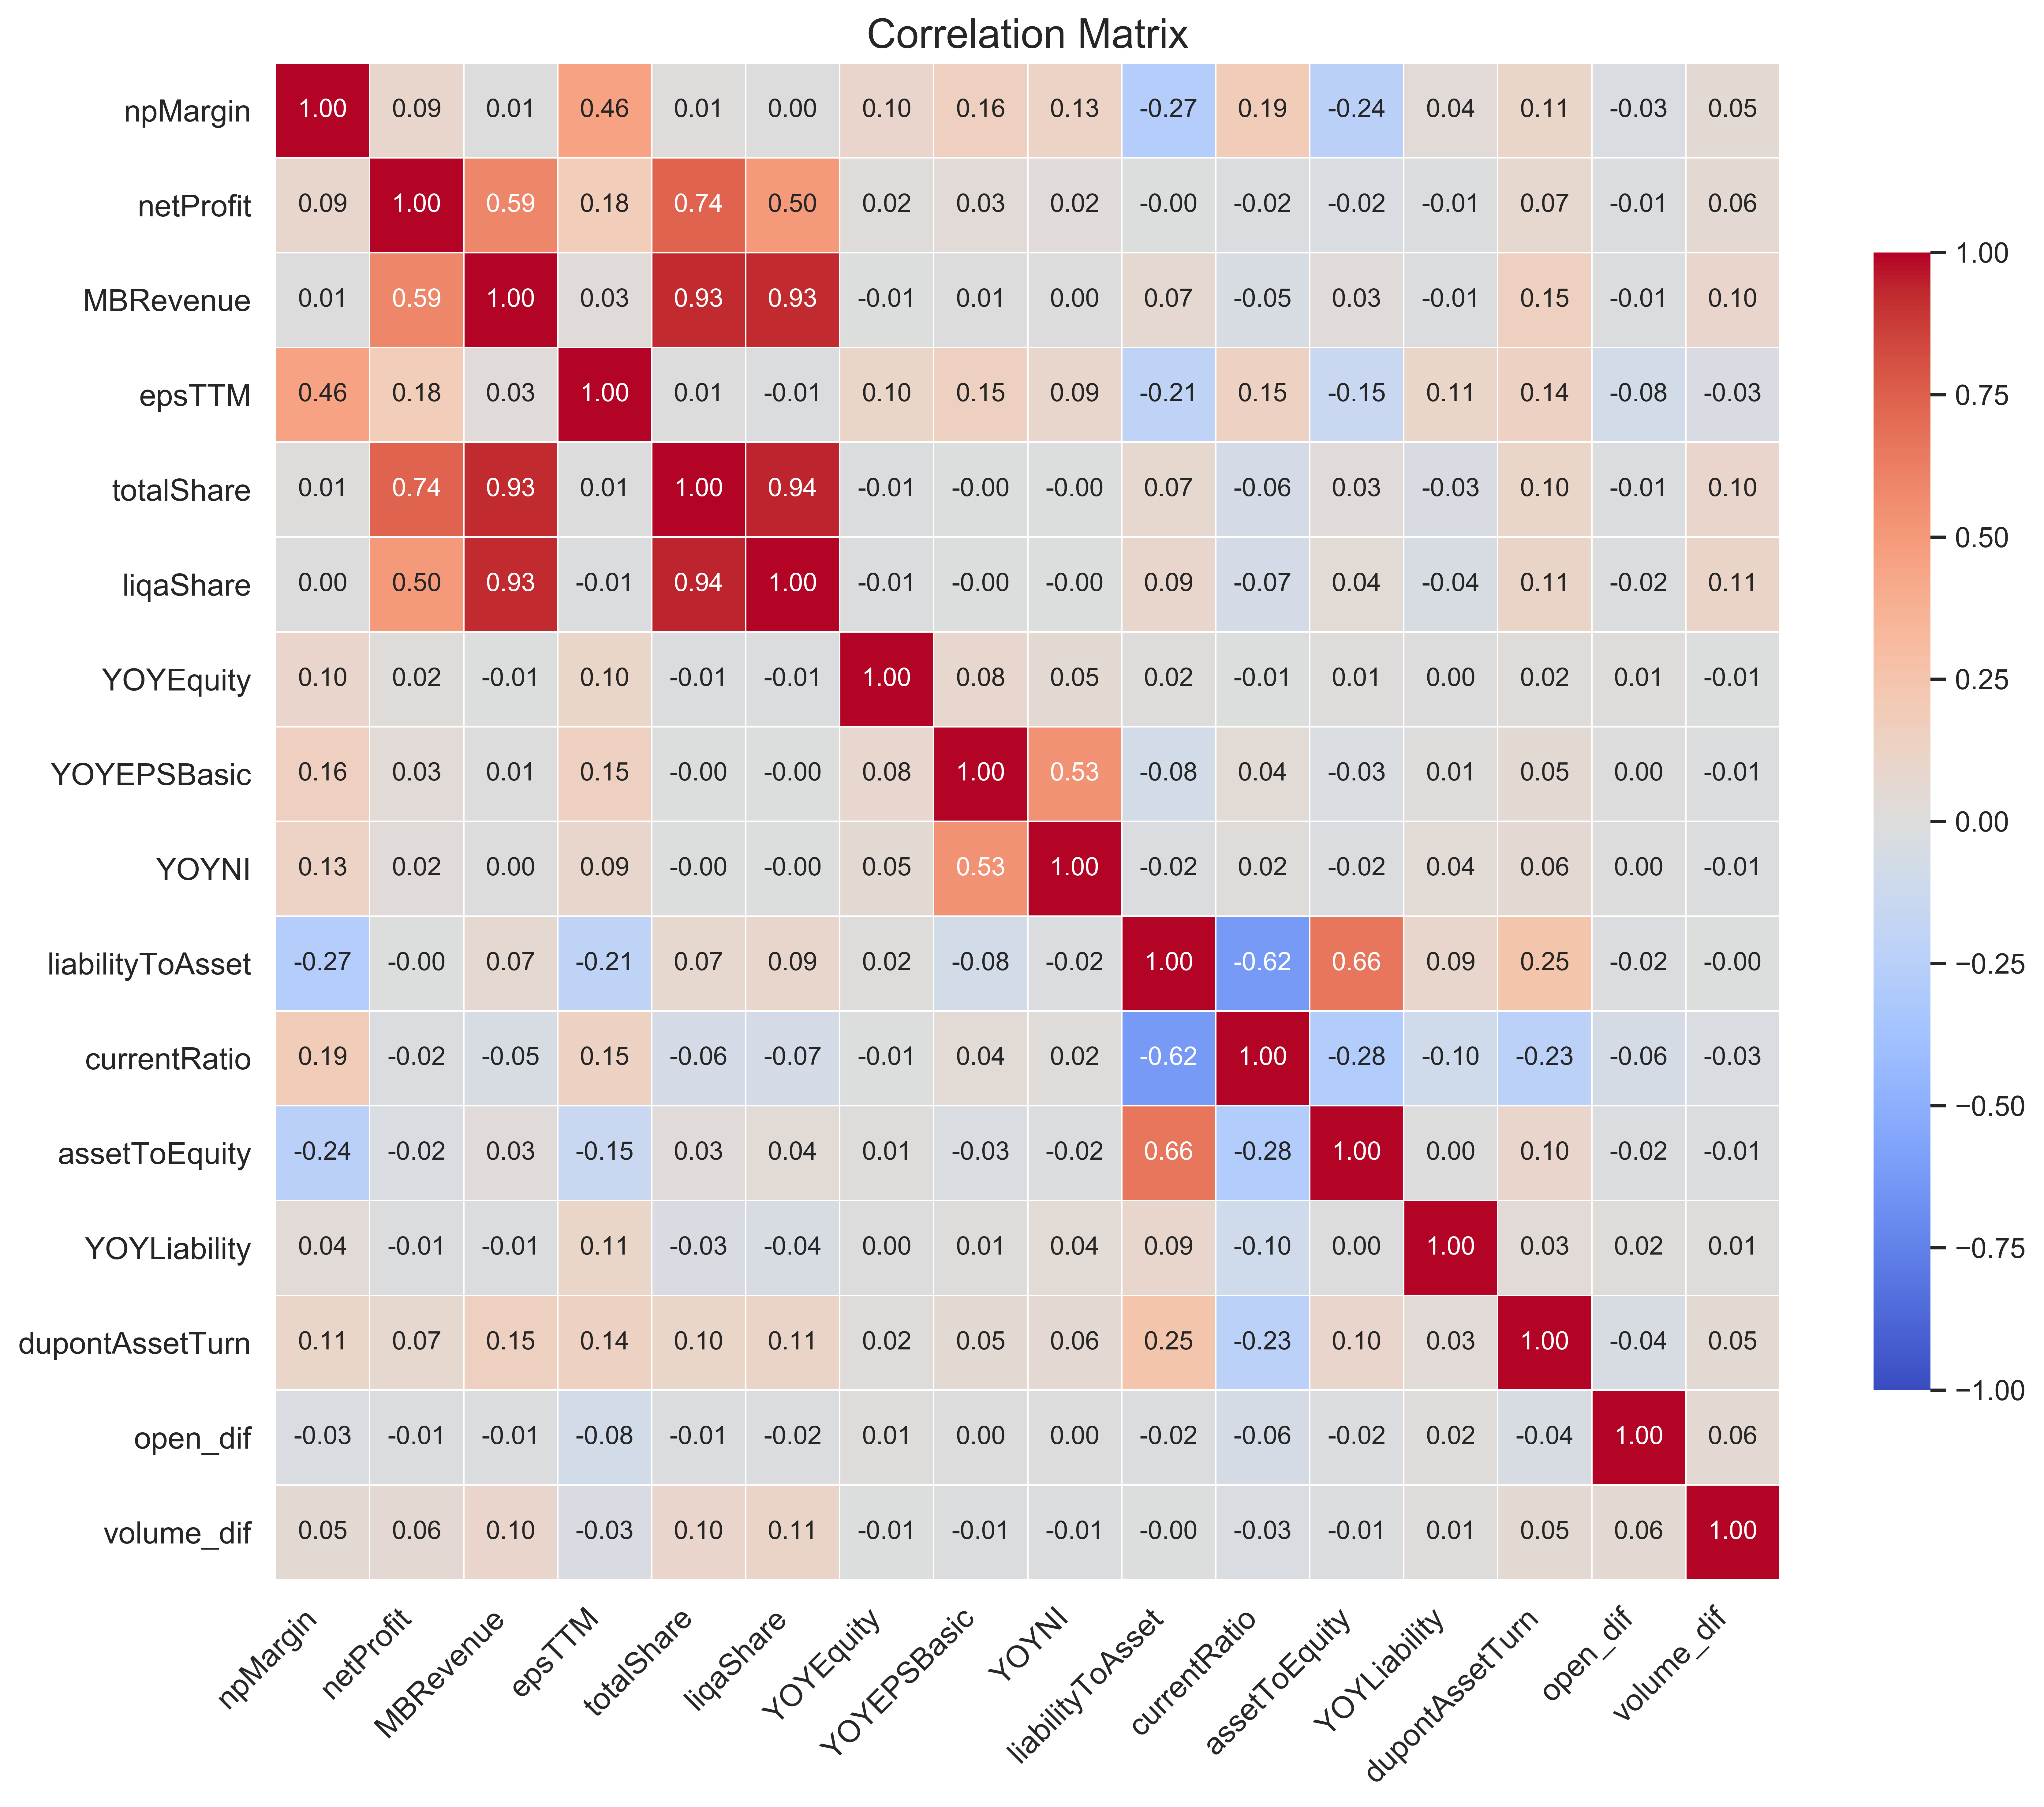 Correlation Matrix
npMargin 1.00 0.09 0.01 0.46 0.01 0.00 0.10 0.16 0.13 -0.27 0.19 -0.24 0.04 0.11 -0.03 0.05
netProfit 0.09 1.00 0.59 0.18 0.74 0.50 0.02 0.03 0.02 -0.00 -0.02 -0.02 -0.01 0.07 -0.01 0.06
MBRevenue 0.01 0.59 1.00 0.03 0.93 0.93 -0.01 0.01 0.00 0.07 -0.05 0.03 -0.01 0.15 -0.01 0.10
epsTTM 0.46 0.18 0.03 1.00 0.01 -0.01 0.10 0.15 0.09 -0.21 0.15 -0.15 0.11 0.14 -0.08 -0.03
totalShare 0.01 0.74 0.93 0.01 1.00 0.94 -0.01 -0.00 -0.00 0.07 -0.06 0.03 -0.03 0.10 -0.01 0.10
liqaShare 0.00 0.50 0.93 -0.01 0.94 1.00 -0.01 -0.00 -0.00 0.09 -0.07 0.04 -0.04 0.11 -0.02 0.11
YOYEquity 0.10 0.02 -0.01 0.10 -0.01 -0.01 1.00 0.08 0.05 0.02 -0.01 0.01 0.00 0.02 0.01 -0.01
YOYEPSBasic 0.16 0.03 0.01 0.15 -0.00 -0.00 0.08 1.00 0.53 -0.08 0.04 -0.03 0.01 0.05 0.00 -0.01
YOYNI 0.13 0.02 0.00 0.09 -0.00 -0.00 0.05 0.53 1.00 -0.02 0.02 -0.02 0.04 0.06 0.00 -0.01
liabilityToAsset -0.27 -0.00 0.07 -0.21 0.07 0.09 0.02 -0.08 -0.02 1.00 -0.62 0.66 0.09 0.25 -0.02 -0.00
currentRatio 0.19 -0.02 -0.05 0.15 -0.06 -0.07 -0.01 0.04 0.02 -0.62 1.00 -0.28 -0.10 -0.23 -0.06 -0.03
assetToEquity -0.24 -0.02 0.03 -0.15 0.03 0.04 0.01 -0.03 -0.02 0.66 -0.28 1.00 0.00 0.10 -0.02 -0.01
YOYLiability 0.04 -0.01 -0.01 0.11 -0.03 -0.04 0.00 0.01 0.04 0.09 -0.10 0.00 1.00 0.03 0.02 0.01
dupontAssetTurn 0.11 0.07 0.15 0.14 0.10 0.11 0.02 0.05 0.06 0.25 -0.23 0.10 0.03 1.00 -0.04 0.05
open_dif -0.03 -0.01 -0.01 -0.08 -0.01 -0.02 0.01 0.00 0.00 -0.02 -0.06 -0.02 0.02 -0.04 1.00 0.06
volume_dif 0.05 0.06 0.10 -0.03 0.10 0.11 -0.01 -0.01 -0.01 -0.00 -0.03 -0.01 0.01 0.05 0.06 1.00
npMargin netProfit MBRevenue epsTTM totalShare liqaShare YOYEquity YOYEPSBasic YOYNI liabilityToAsset currentRatio assetToEquity YOYLiability dupontAssetTurn open_dif volume_dif
1.00
0.75
0.50
0.25
0.00
−0.25
−0.50
−0.75
−1.00